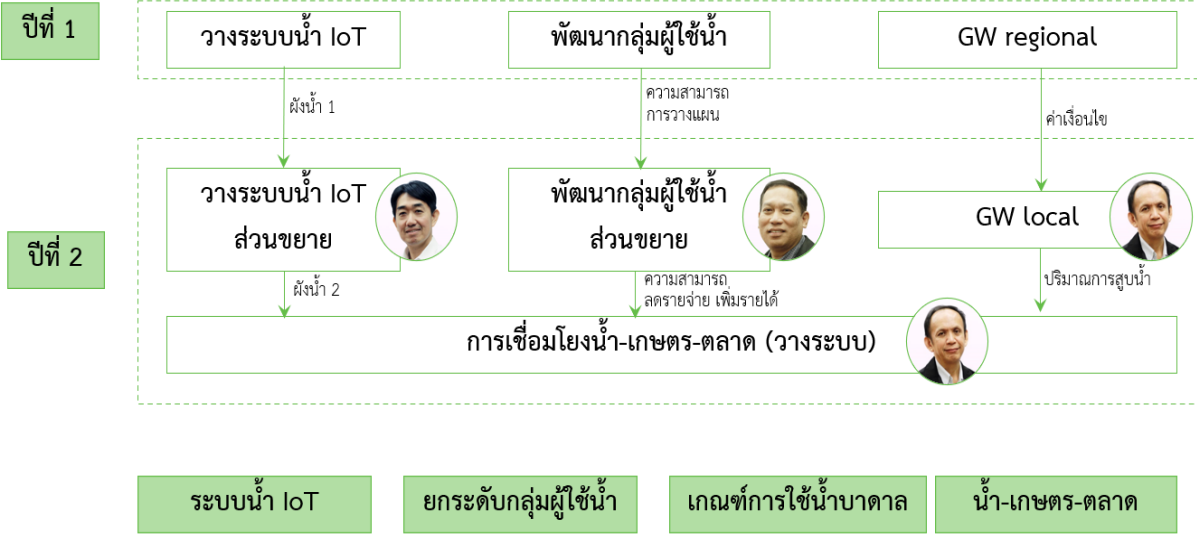 ปีที่ 1
วางระบบน้ำ IoT
พัฒนากลุ่มผู้ใช้น้ำ
GW regional
ผังน้ำ 1
ความสามารถ
การวางแผน
ค่าเงื่อนไข
ปีที่ 2
วางระบบน้ำ IoT
ส่วนขยาย
พัฒนากลุ่มผู้ใช้น้ำ
ส่วนขยาย
GW local
ผังน้ำ 2
ความสามารถ
ลดรายจ่าย เพิ่มรายได้
ปริมาณการสูบน้ำ
การเชื่อมโยงน้ำ-เกษตร-ตลาด (วางระบบ)
ระบบน้ำ IoT
ยกระดับกลุ่มผู้ใช้น้ำ
เกณฑ์การใช้น้ำบาดาล
น้ำ-เกษตร-ตลาด